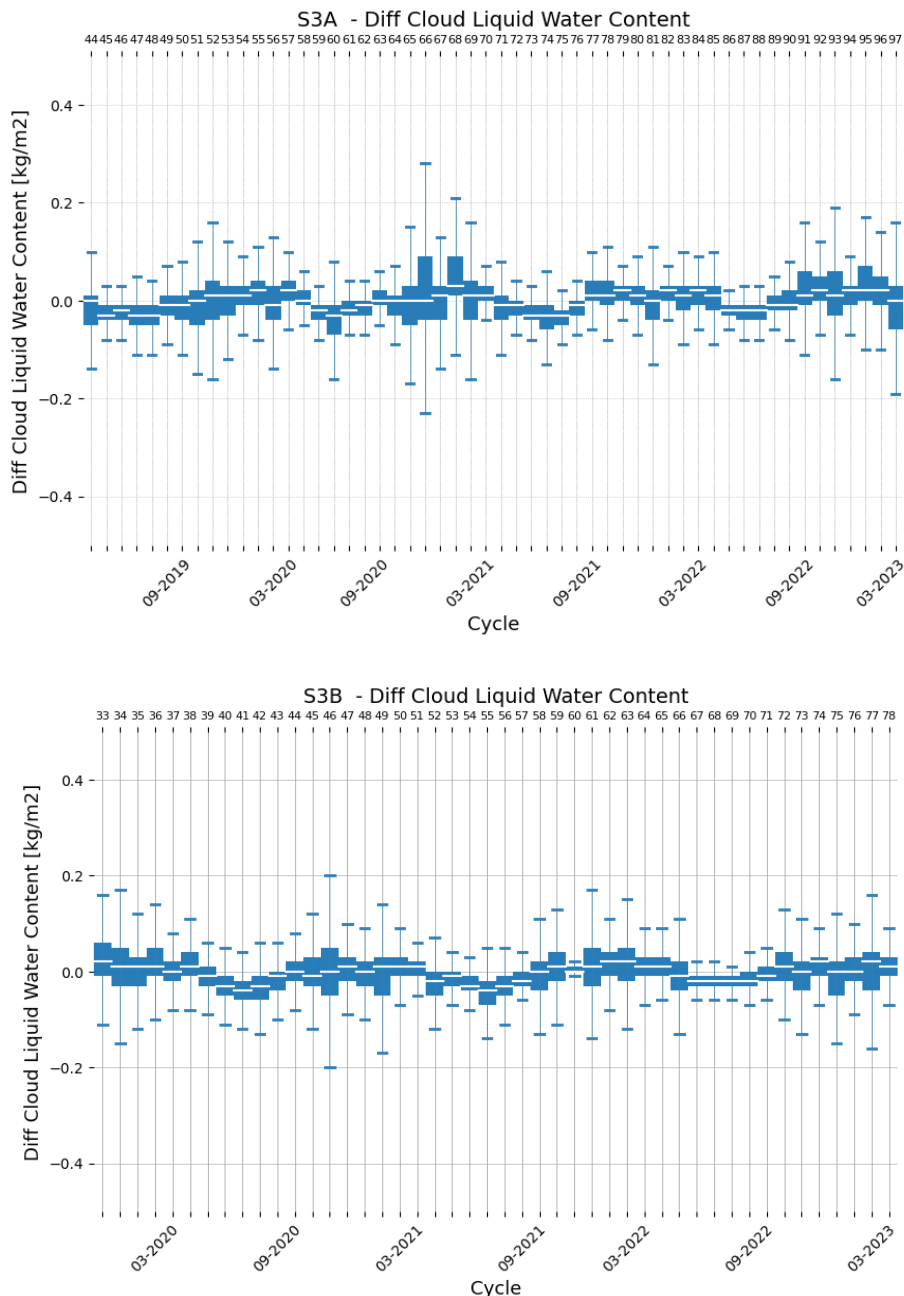 S3A - Diff Cloud Liquid Water Content
44 45 46 47 48 49 50 51 52 53 54 55 56 57 58 59 60 61 62 63 64 65 66 67 68 69 70 71 72 73 74 75 76 77 78 79 80 81 82 83 84 85 86 87 88 89 90 91 92 93 94 95 96 97
Diff Cloud Liquid Water Content [kg/m2]
0.4
0.2
0.0
−0.2
−0.4
09-2019 03-2020 09-2020 03-2021 09-2021 03-2022 09-2022 03-2023
Cycle
S3B - Diff Cloud Liquid Water Content
33 34 35 36 37 38 39 40 41 42 43 44 45 46 47 48 49 50 51 52 53 54 55 56 57 58 59 60 61 62 63 64 65 66 67 68 69 70 71 72 73 74 75 76 77 78
Diff Cloud Liquid Water Content [kg/m2]
0.4
0.2
0.0
−0.2
−0.4
03-2020 09-2020 03-2021 09-2021 03-2022 09-2022 03-2023
Cycle